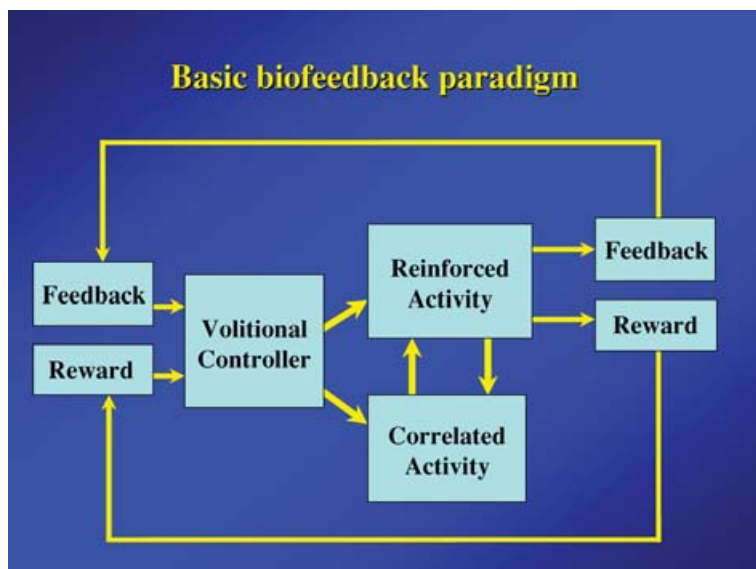 Basic biofeedback paradigm
Feedback
Reward
Volitional
Controller
Reinforced
Activity
Correlated
Activity
Feedback
Reward